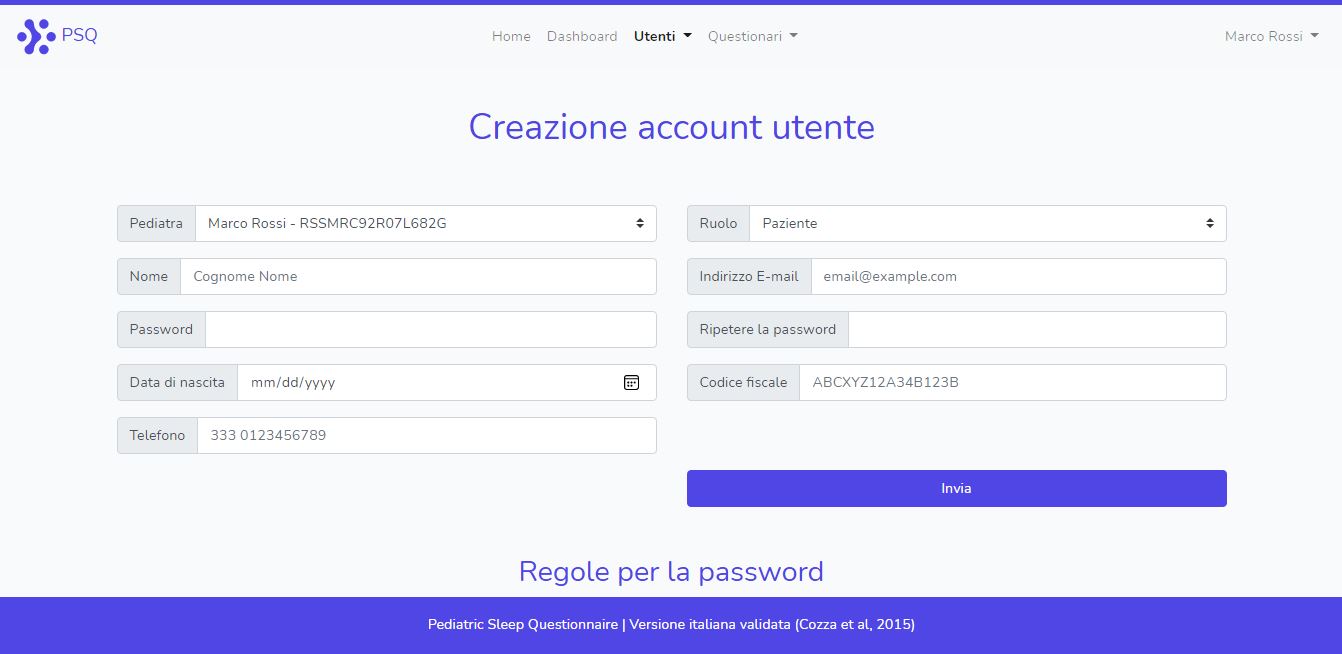 PSQ Home Dashboard Utenti Questionari Marco Rossi
Creazione account utente
Pediatra Marco Rossi - RSSMRC92R07L682G Ruolo Paziente
Nome Cognome Nome Indirizzo E-mail email@example.com
Password Ripetere la password
Data di nascita mm/dd/yyyy Codice fiscale ABCXYZ12A34B123B
Telefono 333 0123456789
Invia
Regole per la password
Pediatric Sleep Questionnaire | Versione italiana validata (Cozza et al, 2015)